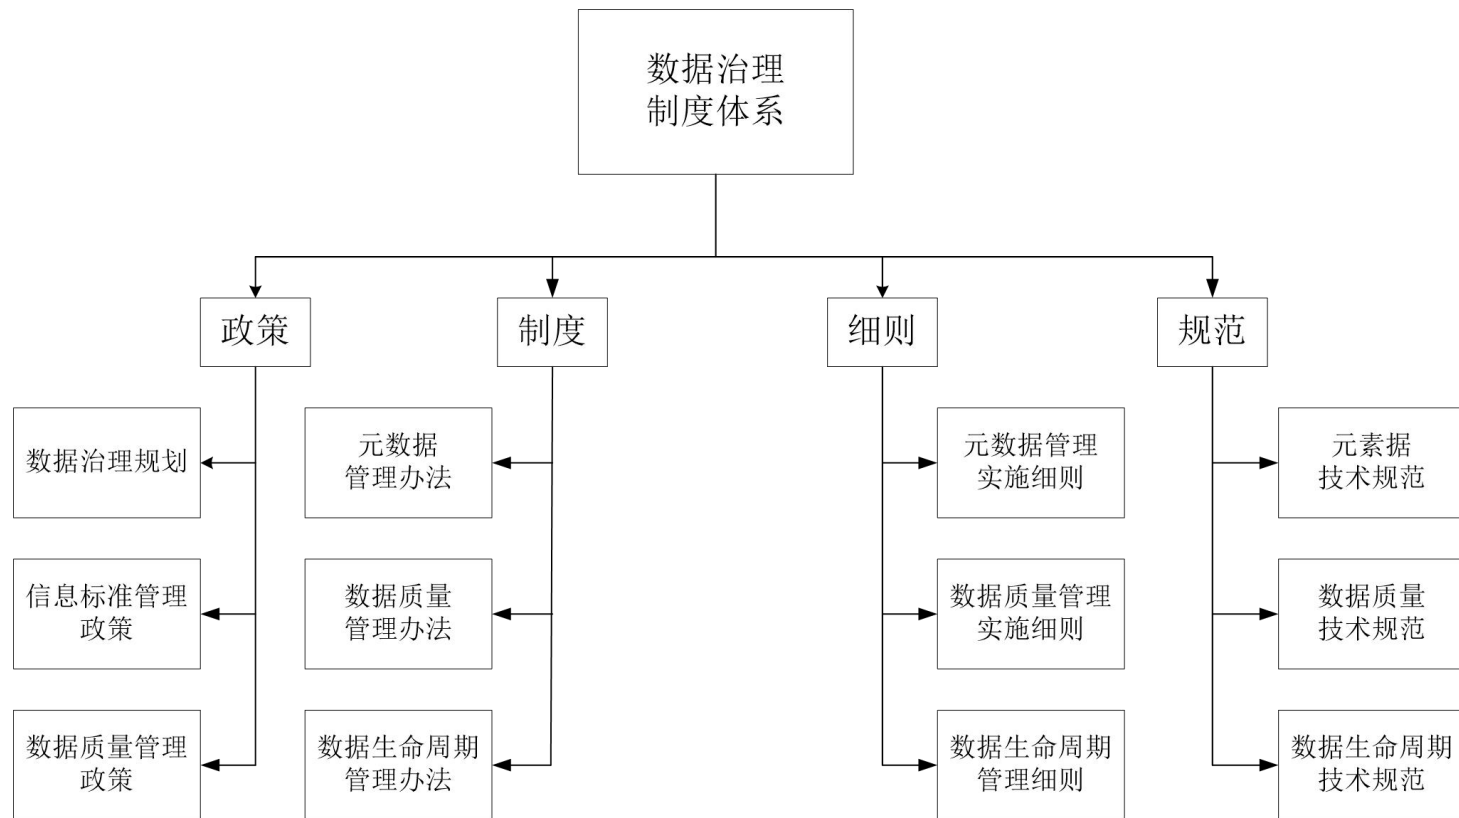 数据治理
制度体系
政策
制度
细则
规范
数据治理规划
元数据
管理办法
元数据管理
实施细则
元素据
技术规范
信息标准管理
政策
数据质量
管理办法
数据质量管理
实施细则
数据质量
技术规范
数据质量管理
政策
数据生命周期
管理办法
数据生命周期
管理细则
数据生命周期
技术规范